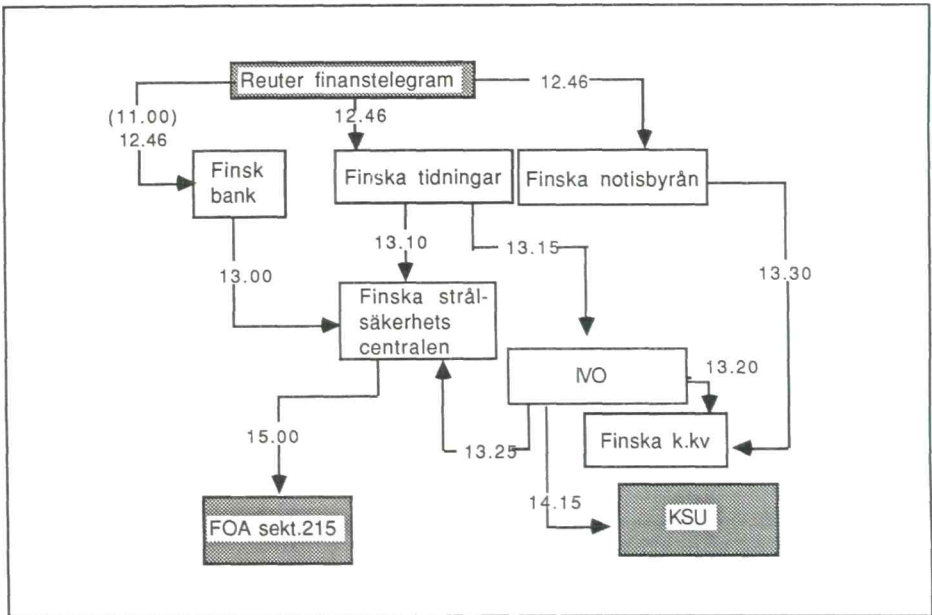 Reuter finanstelegram
12.46
(11.00)
12.46
12.46
Finsk
bank
Finska tidningar
Finska notisbyrån
13.10
13.15
13.00
13.30
Finska strål-
säkerhets
centralen
IVO
13.20
15.00
13.25
Finska k.kv
14.15
FOA sekt.215
KSU